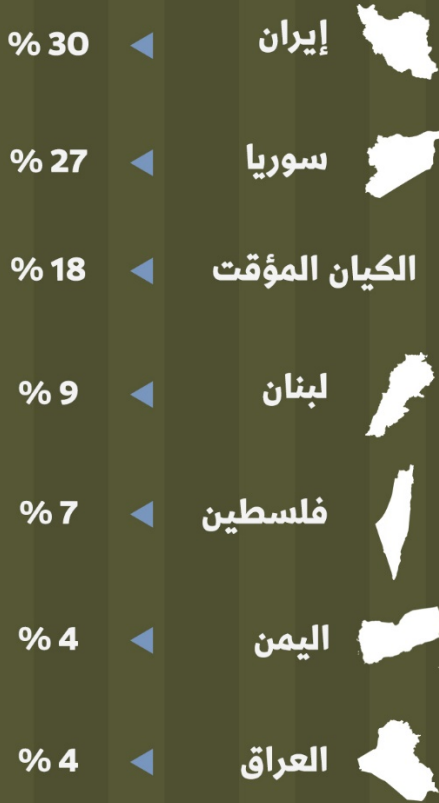 إيران 30 %
سوريا 27 %
الكيان المؤقت 18 %
لبنان 9 %
فلسطين 7 %
اليمن 4 %
العراق 4 %